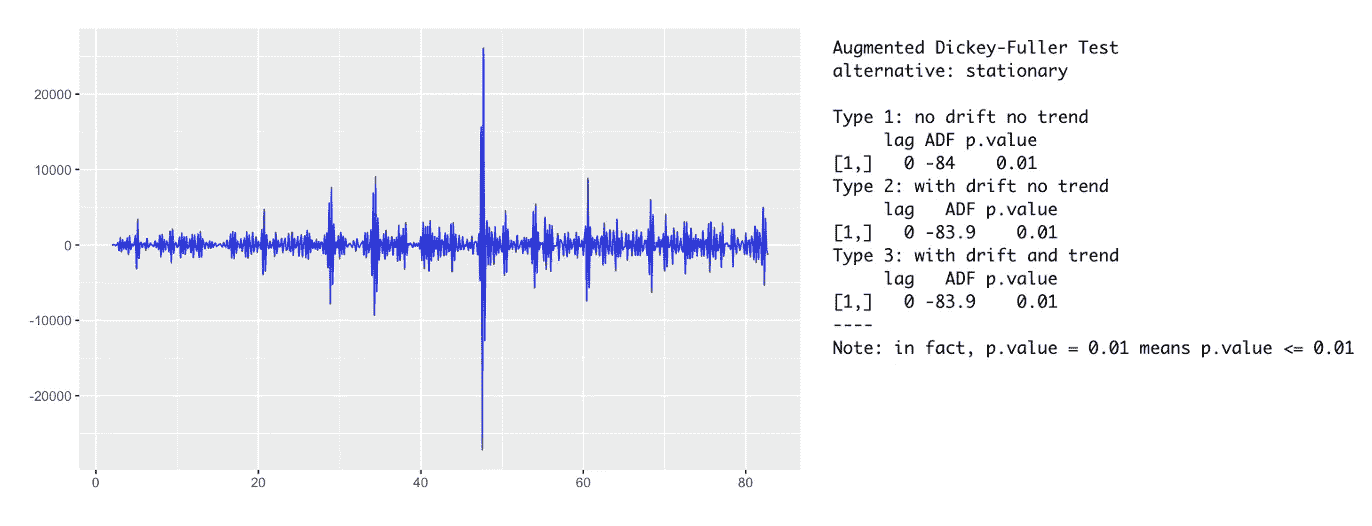 20000
10000
0
-10000
-20000
0
20
40
60
80
Augmented Dickey-Fuller Test
alternative: stationary
Type 1: no drift no trend
lag ADF p.value
[1,] 0 -84 0.01
Type 2: with drift no trend
lag ADF p.value
[1,] 0 -83.9 0.01
Type 3: with drift and trend
lag ADF p.value
[1,] 0 -83.9 0.01
----
Note: in fact, p.value = 0.01 means p.value <= 0.01